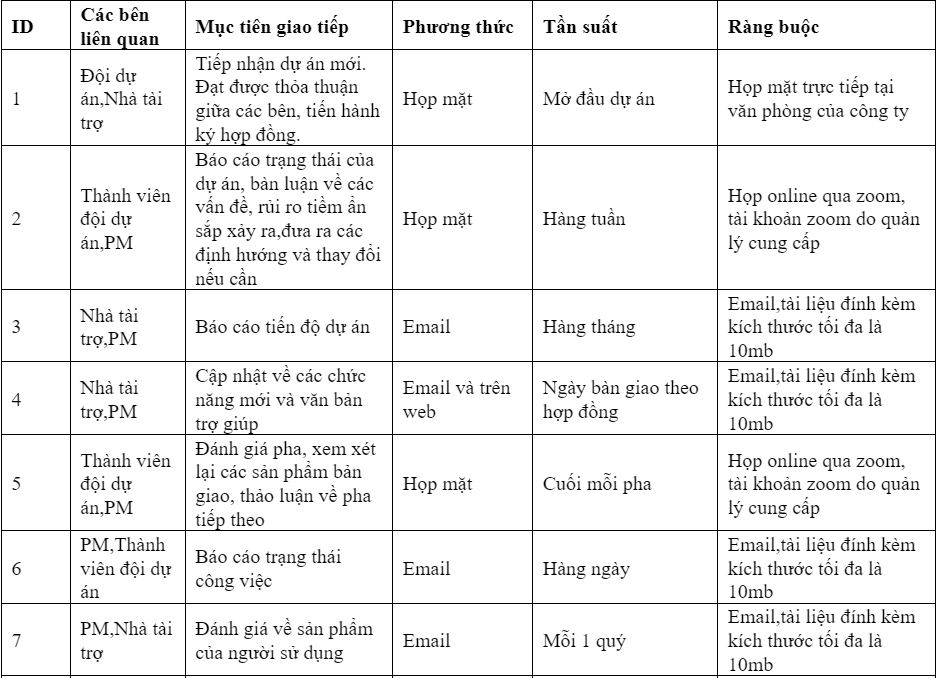 ID
Các bên
liên quan
Mục tiên giao tiếp
Phương thức
Tần suất
Ràng buộc
1
Đội dự
án,Nhà tài
trợ
Tiếp nhận dự án mới.
Đạt được thỏa thuận
giữa các bên, tiến hành
ký hợp đồng.
Họp mặt
Mở đầu dự án
Họp mặt trực tiếp tại
văn phòng của công ty
2
Thành viên
đội dự
án,PM
Báo cáo trạng thái của
dự án, bàn luận về các
vấn đề, rủi ro tiềm ẩn
sắp xảy ra,đưa ra các
định hướng và thay đổi
nếu cần
Họp mặt
Hàng tuần
Họp online qua zoom,
tài khoản zoom do quản
lý cung cấp
3
Nhà tài
trợ,PM
Báo cáo tiến độ dự án
Email
Hàng tháng
Email,tài liệu đính kèm
kích thước tối đa là
10mb
4
Nhà tài
trợ,PM
Cập nhật về các chức
năng mới và văn bản
trợ giúp
Email và trên
web
Ngày bàn giao theo
hợp đồng
Email,tài liệu đính kèm
kích thước tối đa là
10mb
5
Thành viên
đội dự
án,PM
Đánh giá pha, xem xét
lại các sản phẩm bản
giao, thảo luận về pha
tiếp theo
Họp mặt
Cuối mỗi pha
Họp online qua zoom,
tài khoản zoom do quản
lý cung cấp
6
PM,Thành
viên đội dự
án
Báo cáo trạng thái
công việc
Email
Hàng ngày
Email,tài liệu đính kèm
kích thước tối đa là
10mb
7
PM,Nhà tài
trợ
Đánh giá về sản phẩm
của người sử dụng
Email
Mỗi 1 quý
Email,tài liệu đính kèm
kích thước tối đa là
10mb